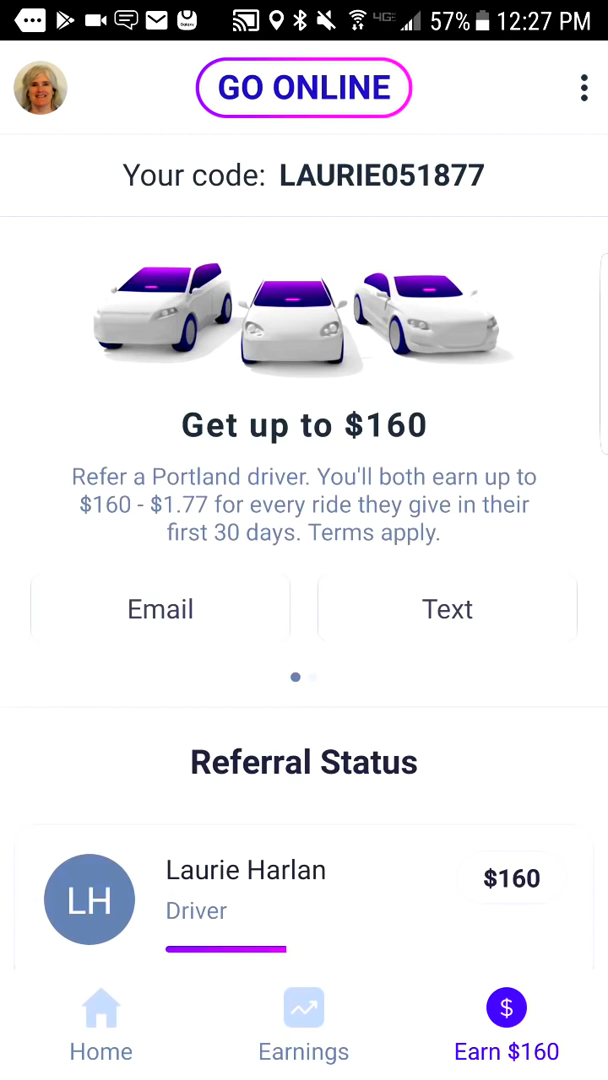 4G 57% 12:27 PM
GO ONLINE
Your code: LAURIE051877
Get up to $160
Refer a Portland driver. You'll both earn up to
$160 - $1.77 for every ride they give in their
first 30 days. Terms apply.
Email Text
Referral Status
LH Laurie Harlan $160
Driver
Home Earnings $ Earn $160